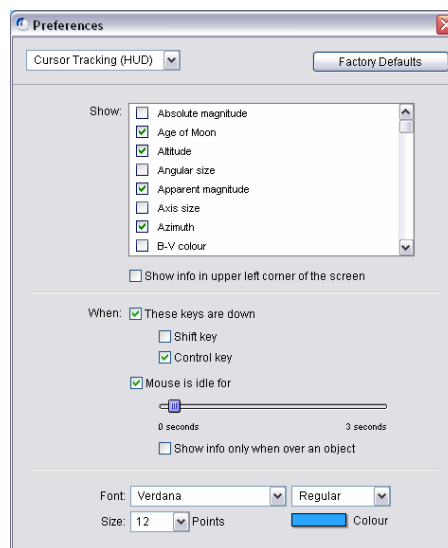 Preferences
Cursor Tracking (HUD) Factory Defaults
Show: Absolute magnitude
Age of Moon
Altitude
Angular size
Apparent magnitude
Axis size
Azimuth
B-V colour
Show info in upper left corner of the screen
When: These keys are down
Shift key
Control key
Mouse is idle for
0 seconds 3 seconds
Show info only when over an object
Font: Verdana Regular
Size: 12 Points Colour